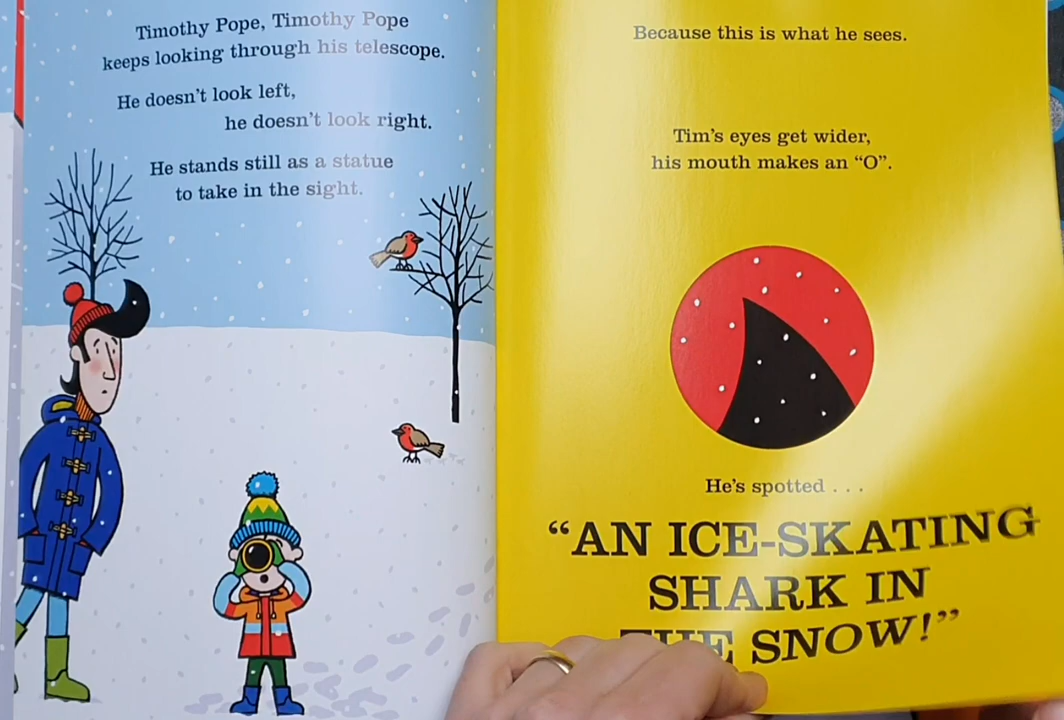 Timothy Pope, Timothy Pope
keeps looking through his telescope.
He doesn't look left,
he doesn't look right.
He stands still as a statue
to take in the sight.
Because this is what he sees.
Tim's eyes get wider,
his mouth makes an “O”.
He's spotted . . .
“AN ICE-SKATING
SHARK IN
THE SNOW!”